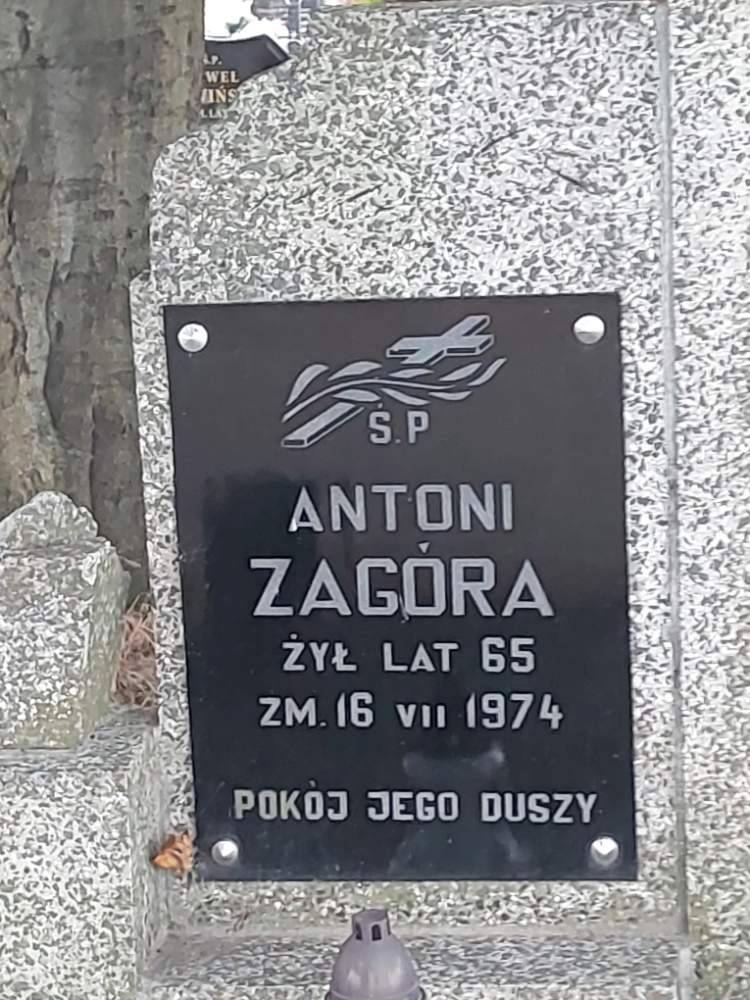 Ś.P
ANTONI
ZAGÓRA
ŻYŁ LAT 65
ZM. 16 VII 1974
POKÓJ JEGO DUSZY